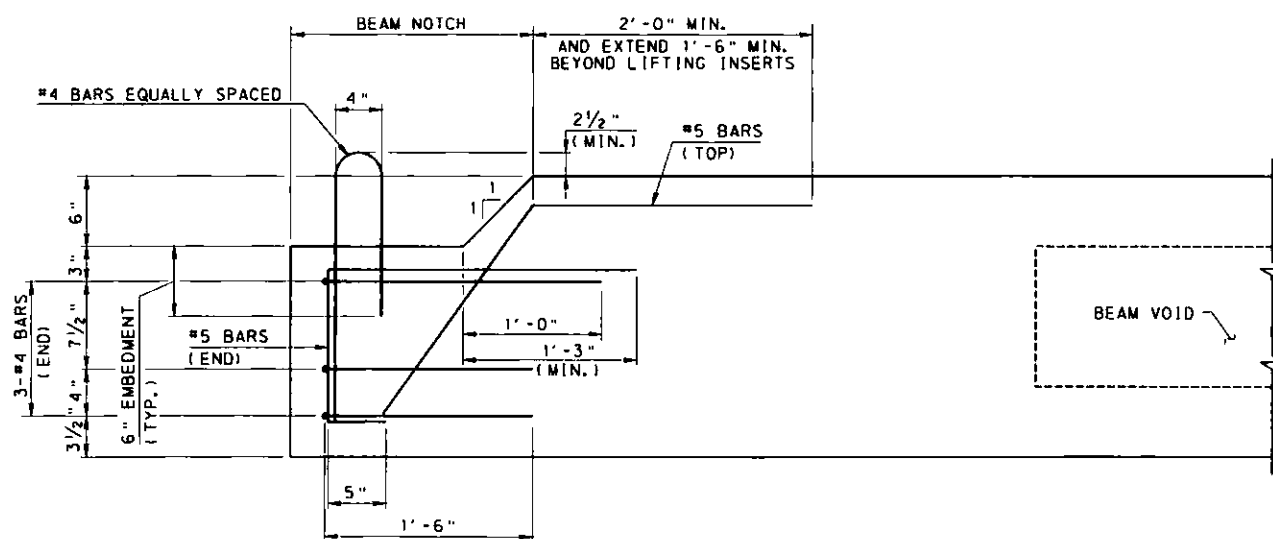 BEAM NOTCH
2'-0" MIN.
AND EXTEND 1'-6" MIN.
BEYOND LIFTING INSERTS
#4 BARS EQUALLY SPACED
4"
2½"
(MIN.)
#5 BARS
(TOP)
1
1
6"
3"
3-#4 BARS
(END)
7½"
4"
3½"
6" EMBEDMENT
(TYP.)
#5 BARS
(END)
1'-0"
1'-3"
(MIN.)
BEAM VOID
5"
1'-6"